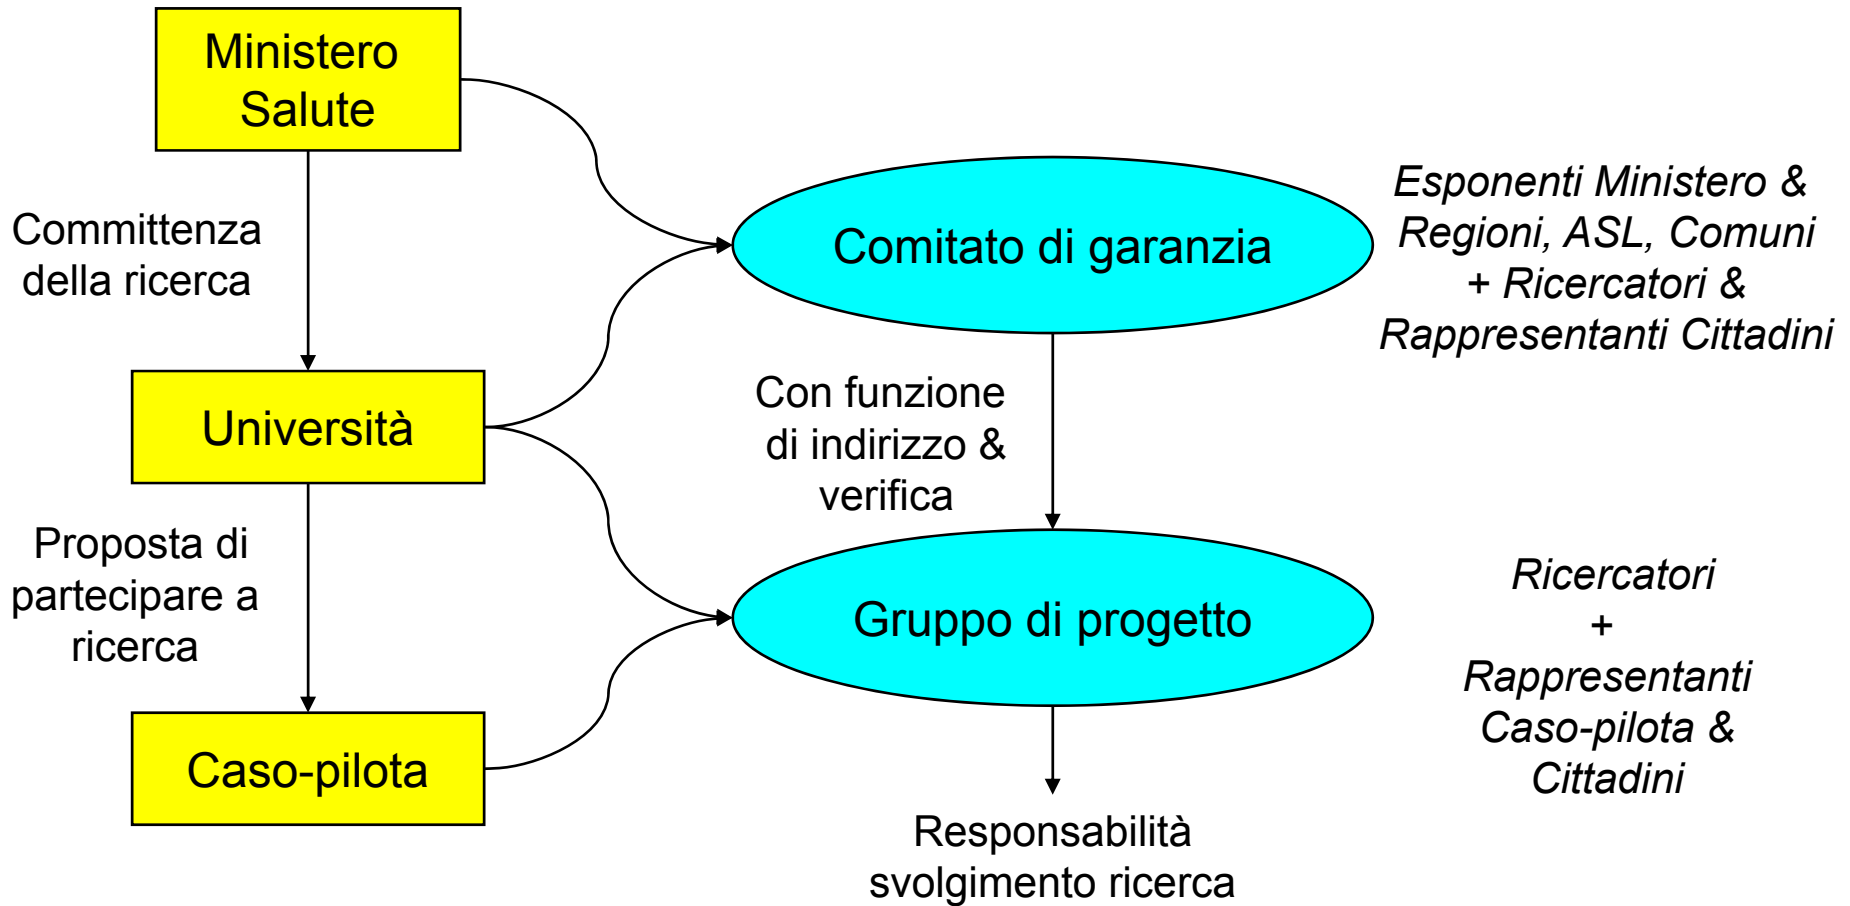 Ministero
Salute
Committenza
della ricerca
Università
Proposta di
partecipare a
ricerca
Caso-pilota
Comitato di garanzia
Con funzione
di indirizzo &
verifica
Gruppo di progetto
Responsabilità
svolgimento ricerca
Esponenti Ministero &
Regioni, ASL, Comuni
+ Ricercatori &
Rappresentanti Cittadini
Ricercatori
+
Rappresentanti
Caso-pilota &
Cittadini